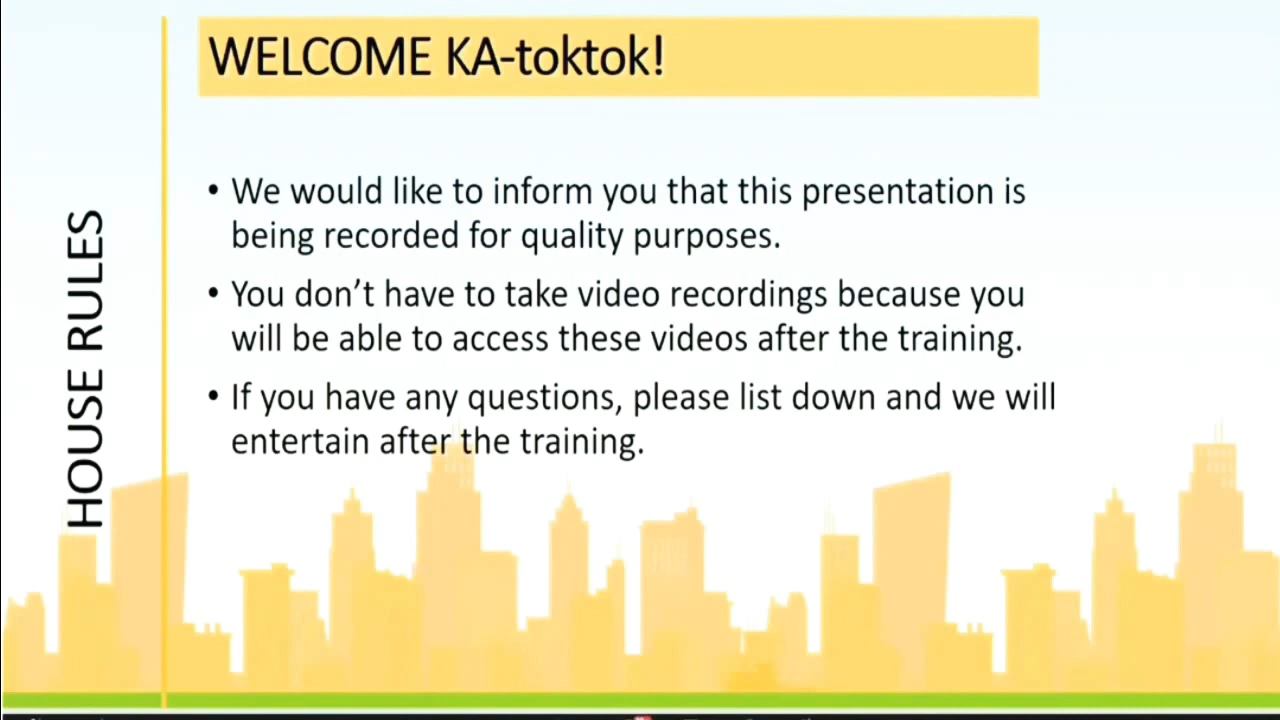 WELCOME KA-toktok!
HOUSE RULES
• We would like to inform you that this presentation is
being recorded for quality purposes.
• You don’t have to take video recordings because you
will be able to access these videos after the training.
• If you have any questions, please list down and we will
entertain after the training.